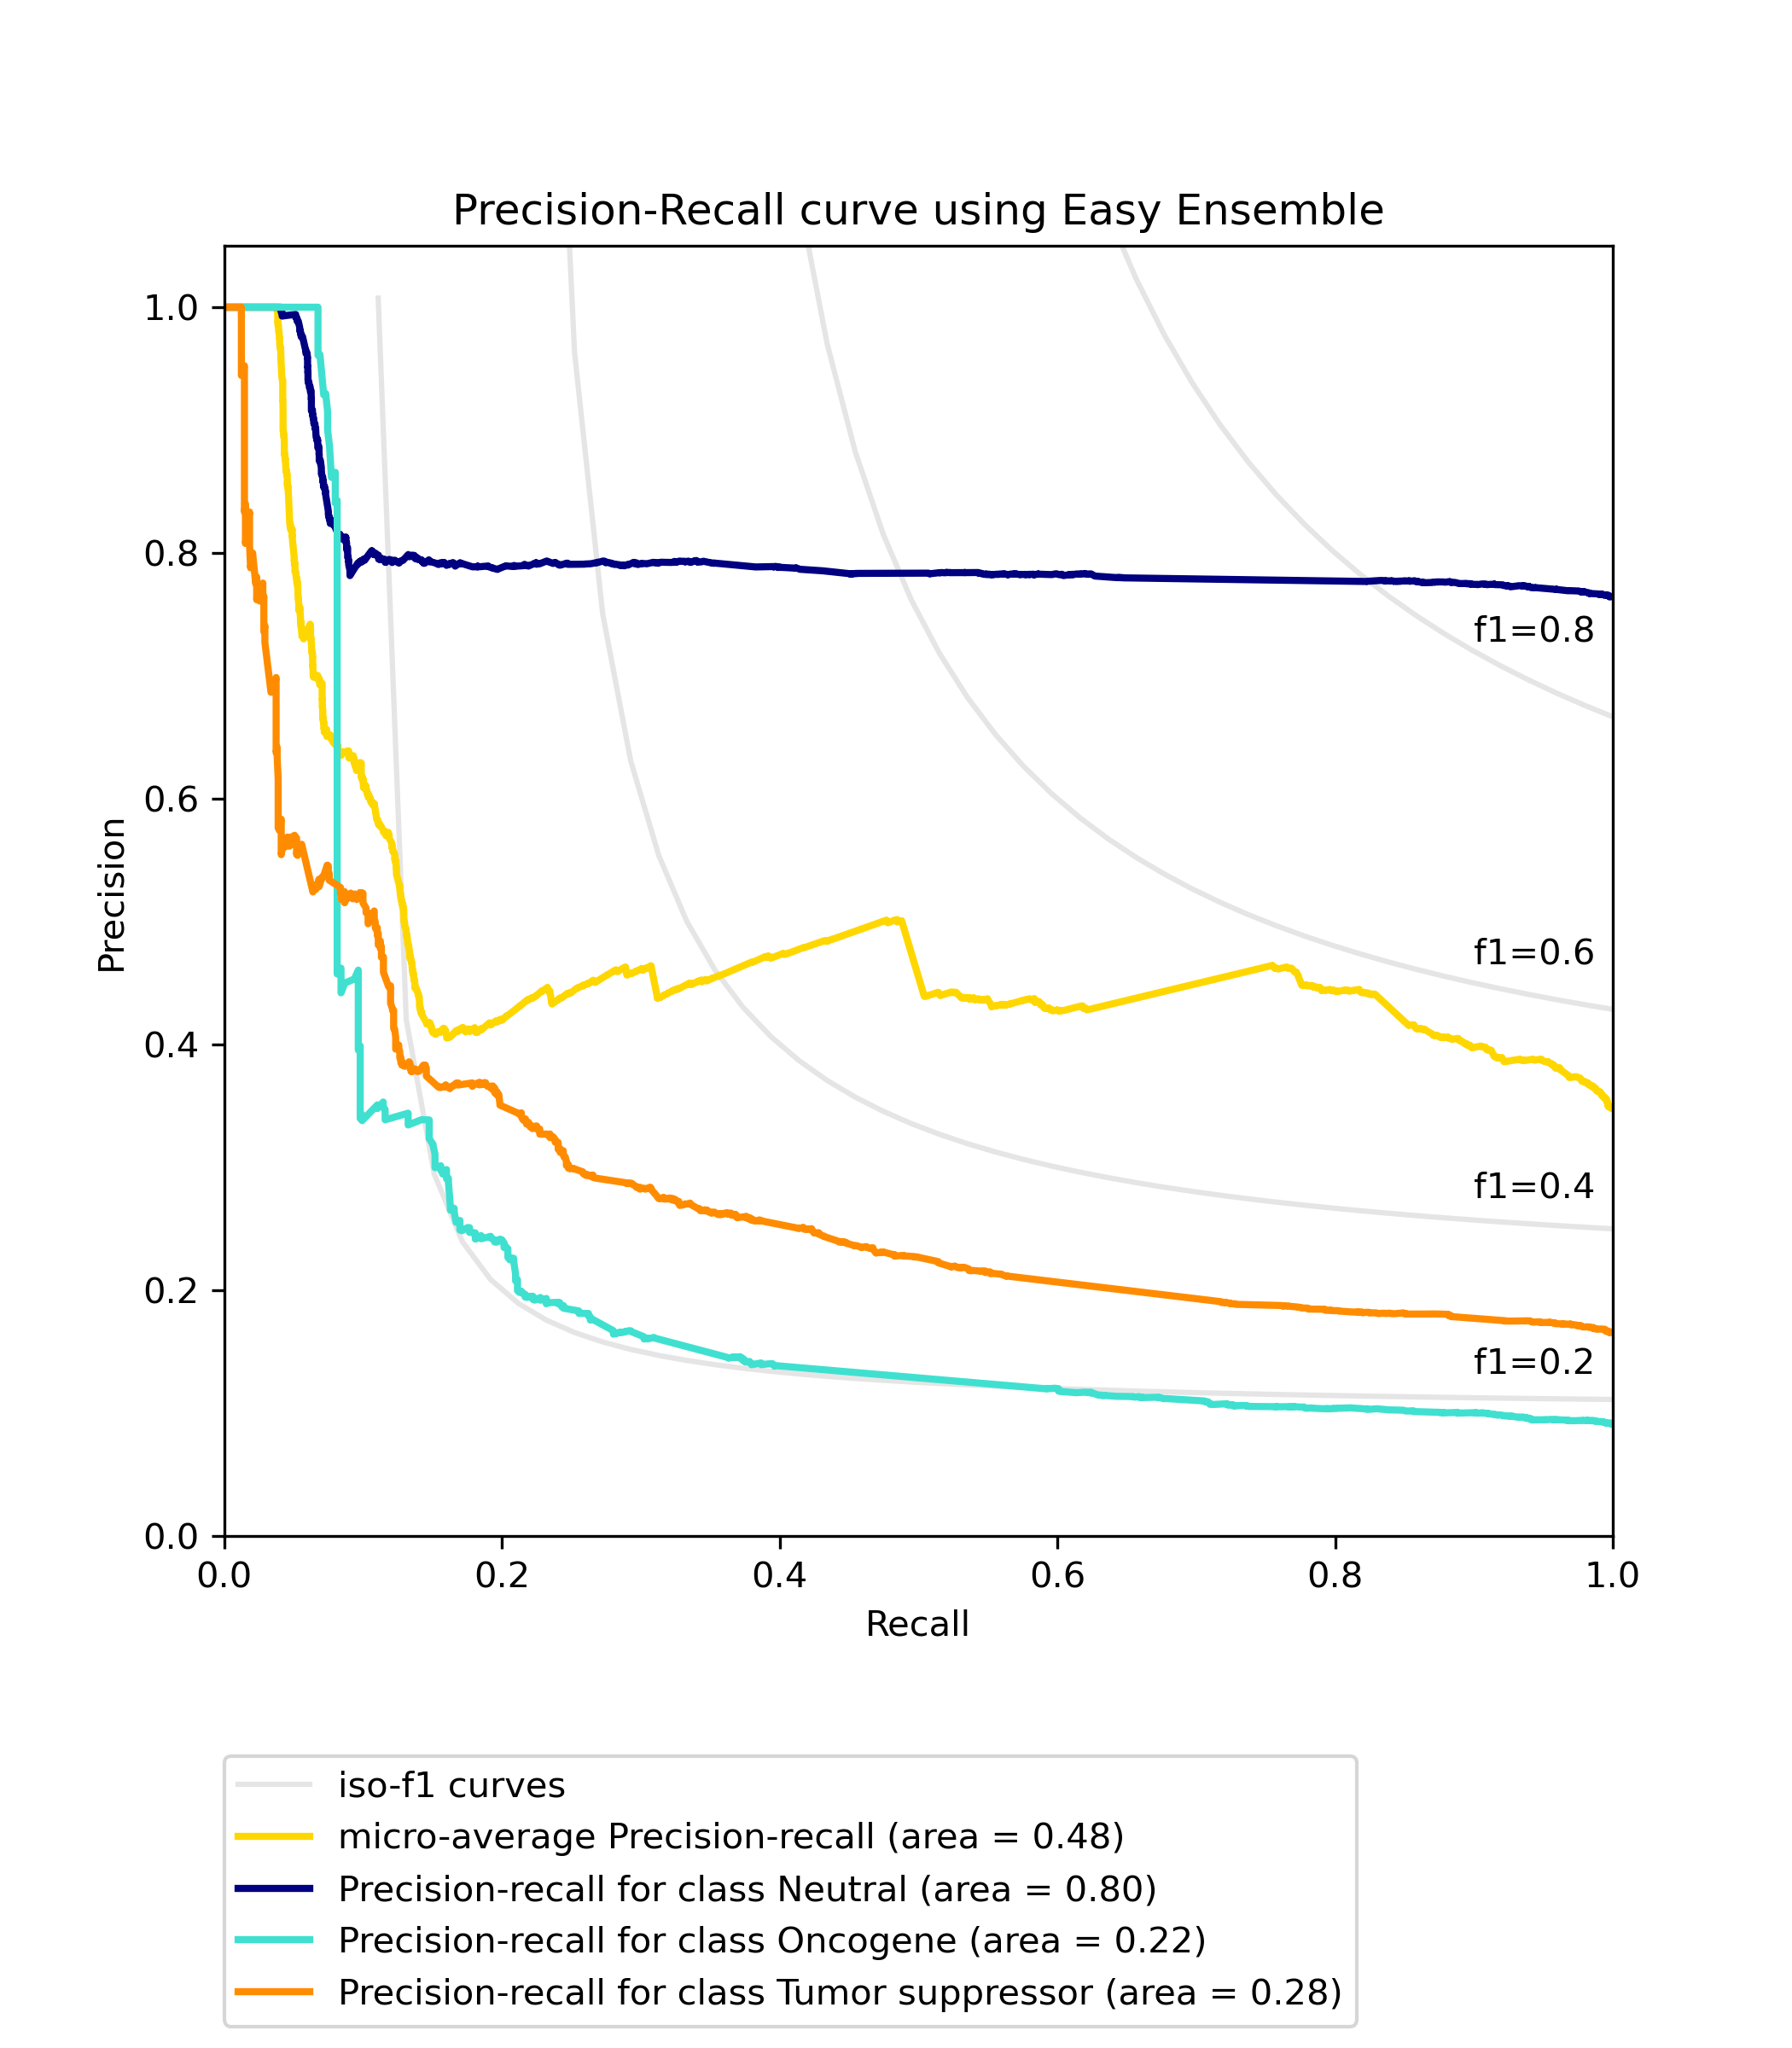 Precision-Recall curve using Easy Ensemble
1.0
0.8
0.6
0.4
0.2
0.0
Precision
f1=0.8
f1=0.6
f1=0.4
f1=0.2
0.0 0.2 0.4 0.6 0.8 1.0
Recall
iso-f1 curves
micro-average Precision-recall (area = 0.48)
Precision-recall for class Neutral (area = 0.80)
Precision-recall for class Oncogene (area = 0.22)
Precision-recall for class Tumor suppressor (area = 0.28)